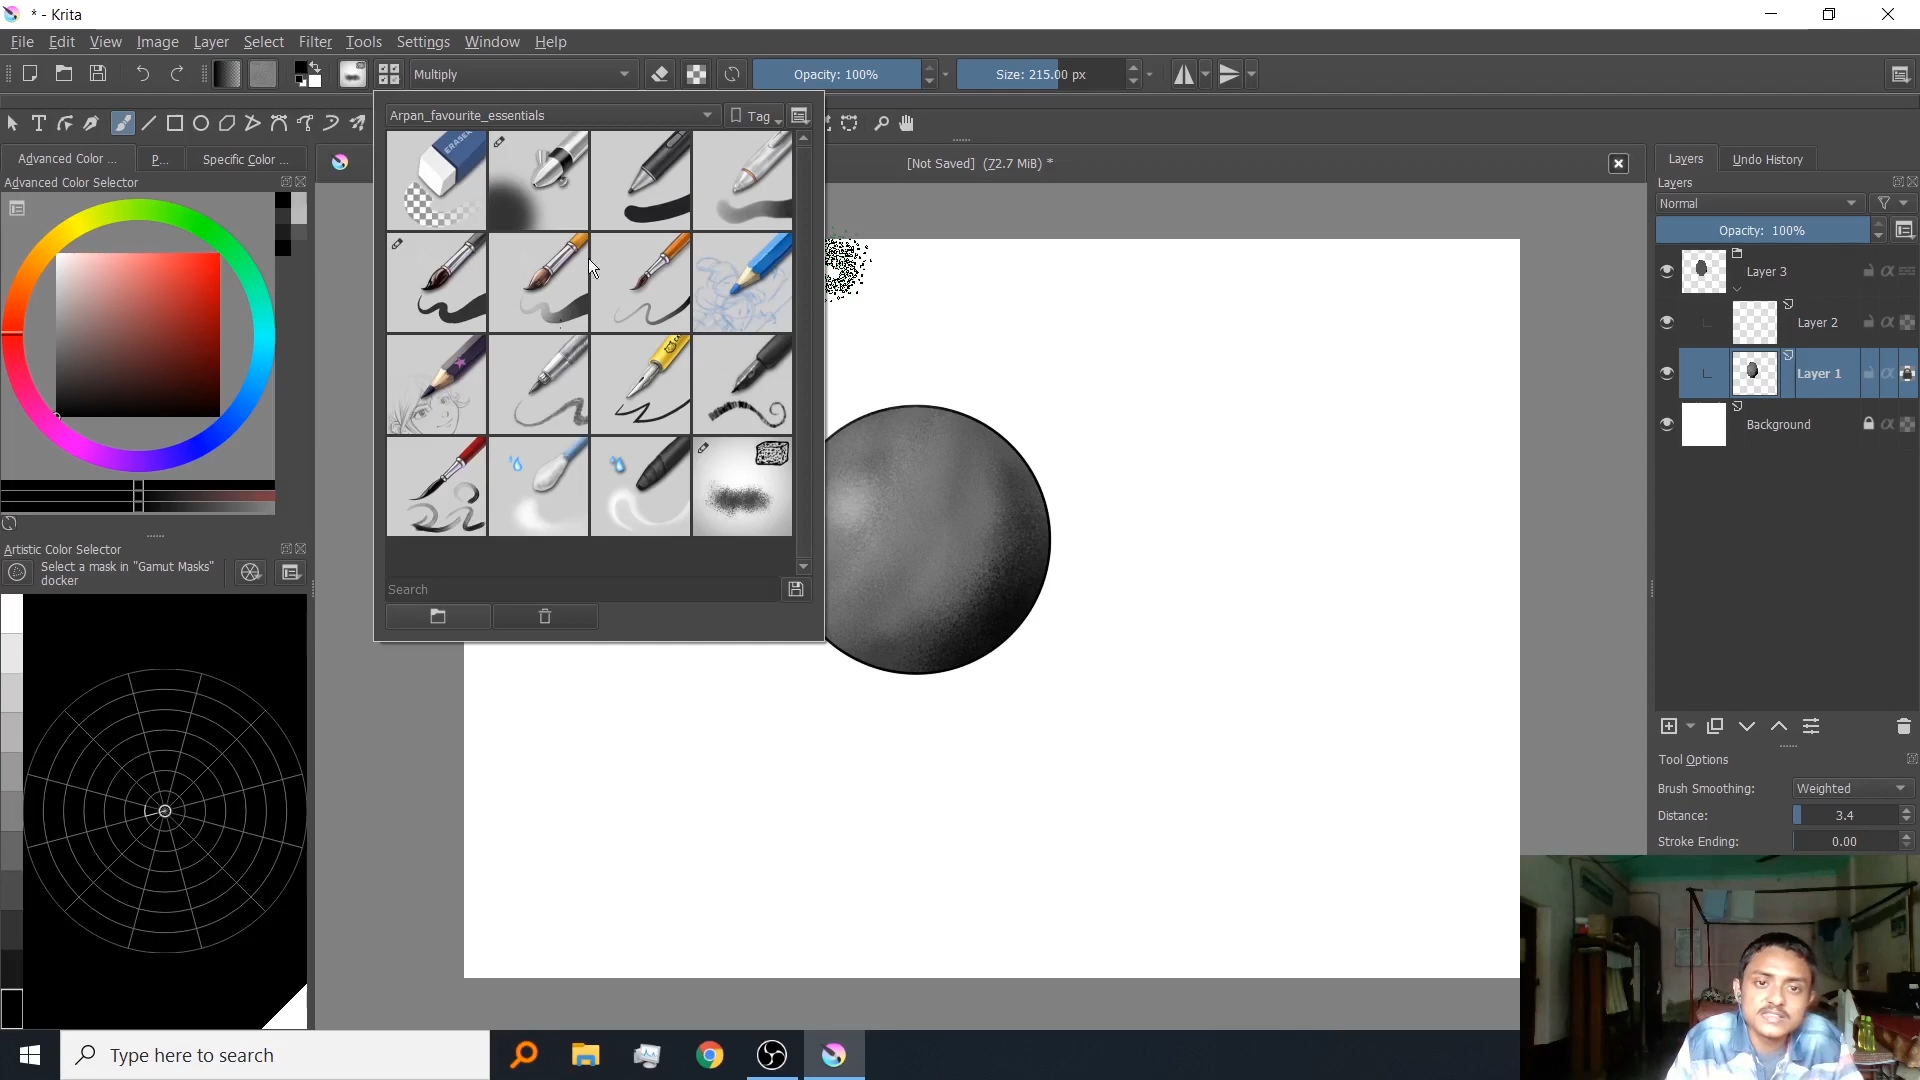 * - Krita
File Edit View Image Layer Select Filter Tools Settings Window Help
Multiply
Opacity: 100%
Size: 215.00 px
Arpan_favourite_essentials
Tag
Advanced Color ...
P...
Specific Color ...
[Not Saved] (72.7 MiB) *
Layers
Undo History
Advanced Color Selector
Layers
Normal
Opacity: 100%
Layer 3
Layer 2
Layer 1
Background
ERASER
Artistic Color Selector
Select a mask in "Gamut Masks"
docker
Search
Tool Options
Brush Smoothing: Weighted
Distance: 3.4
Stroke Ending: 0.00
Type here to search